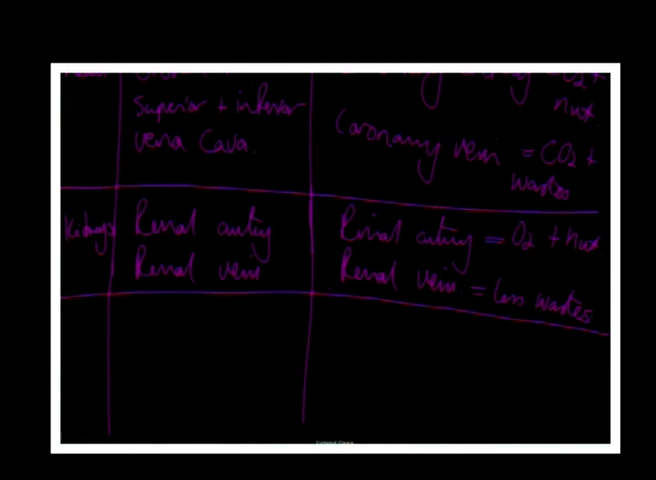 Superior + inferior
vena Cava.
Coronary vein = CO2 +
wastes
Kidneys
Renal artery
Renal vein
Renal artery = O2 + nut
Renal vein = less wastes